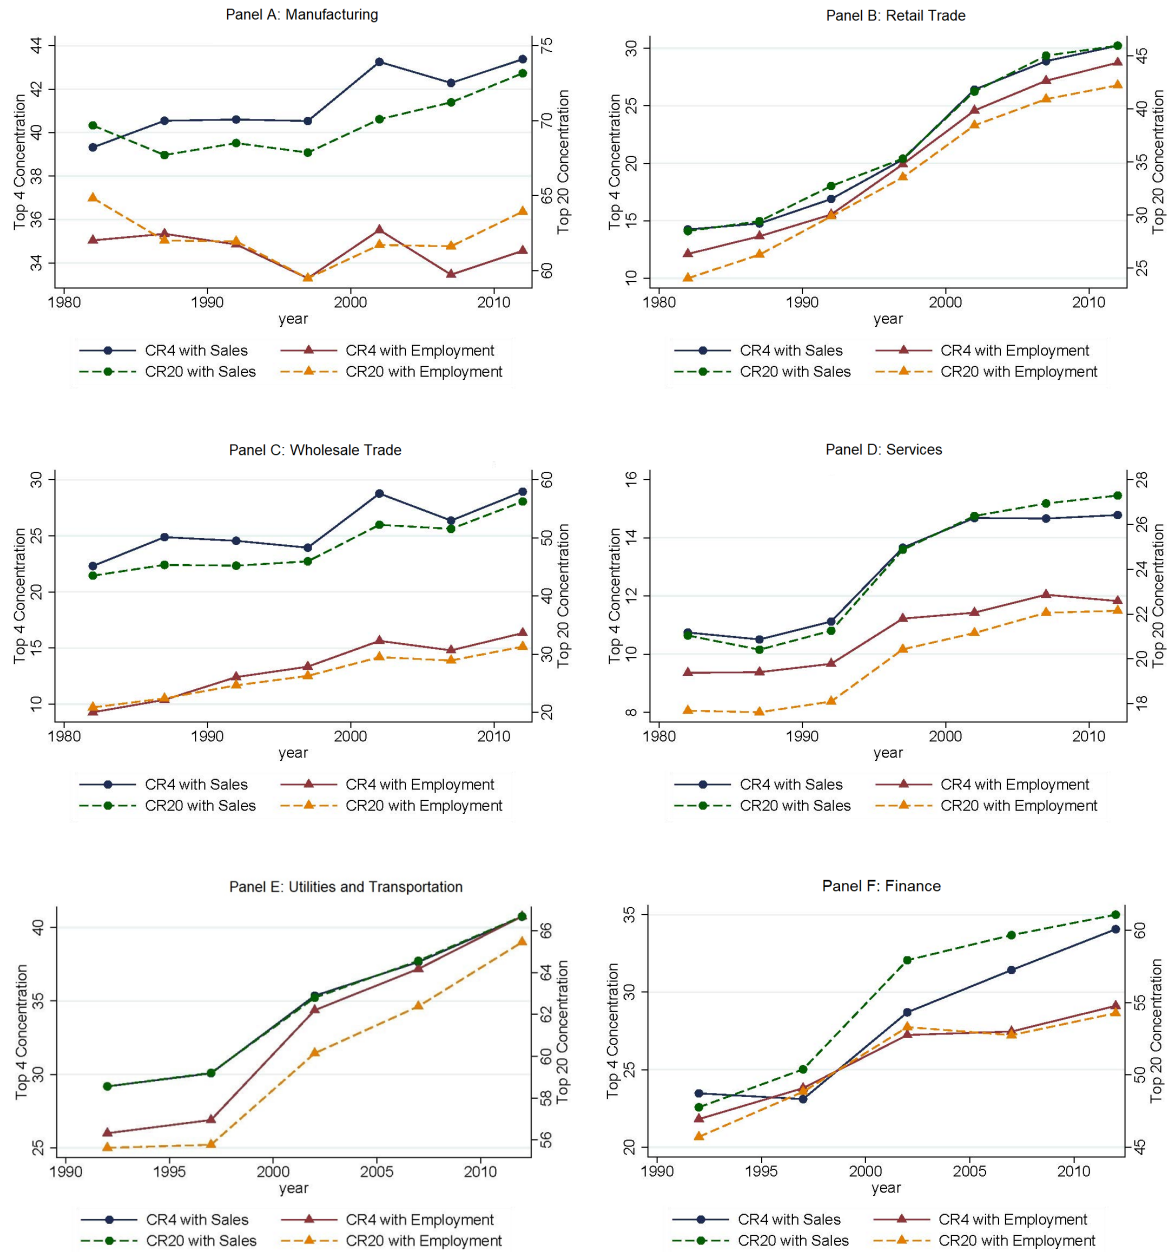 Panel A: Manufacturing
Top 4 Concentration
34 36 38 40 42 44
Top 20 Concentration
60 65 70 75
1980 1990 2000 2010
year
CR4 with Sales CR4 with Employment
CR20 with Sales CR20 with Employment
Panel B: Retail Trade
Top 4 Concentration
10 15 20 25 30
Top 20 Concentration
25 30 35 40 45
1980 1990 2000 2010
year
CR4 with Sales CR4 with Employment
CR20 with Sales CR20 with Employment
Panel C: Wholesale Trade
Top 4 Concentration
10 15 20 25 30
Top 20 Concentration
20 30 40 50 60
1980 1990 2000 2010
year
CR4 with Sales CR4 with Employment
CR20 with Sales CR20 with Employment
Panel D: Services
Top 4 Concentration
8 10 12 14 16
Top 20 Concentration
18 20 22 24 26 28
1980 1990 2000 2010
year
CR4 with Sales CR4 with Employment
CR20 with Sales CR20 with Employment
Panel E: Utilities and Transportation
Top 4 Concentration
25 30 35 40
Top 20 Concentration
56 58 60 62 64 66
1990 1995 2000 2005 2010
year
CR4 with Sales CR4 with Employment
CR20 with Sales CR20 with Employment
Panel F: Finance
Top 4 Concentration
20 25 30 35
Top 20 Concentration
45 50 55 60
1990 1995 2000 2005 2010
year
CR4 with Sales CR4 with Employment
CR20 with Sales CR20 with Employment